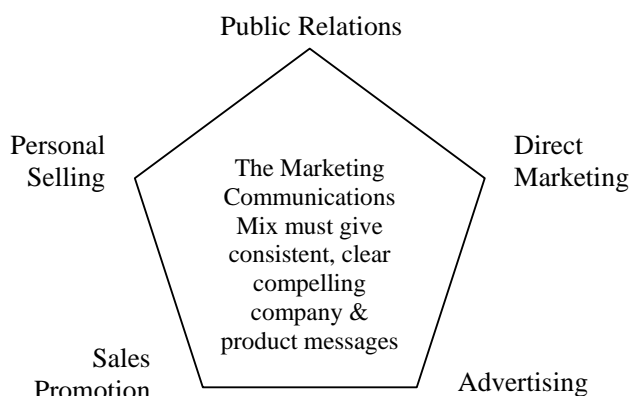 Public Relations
Personal
Selling
Direct
Marketing
The Marketing
Communications
Mix must give
consistent, clear
compelling
company &
product messages
Sales
Promotion
Advertising